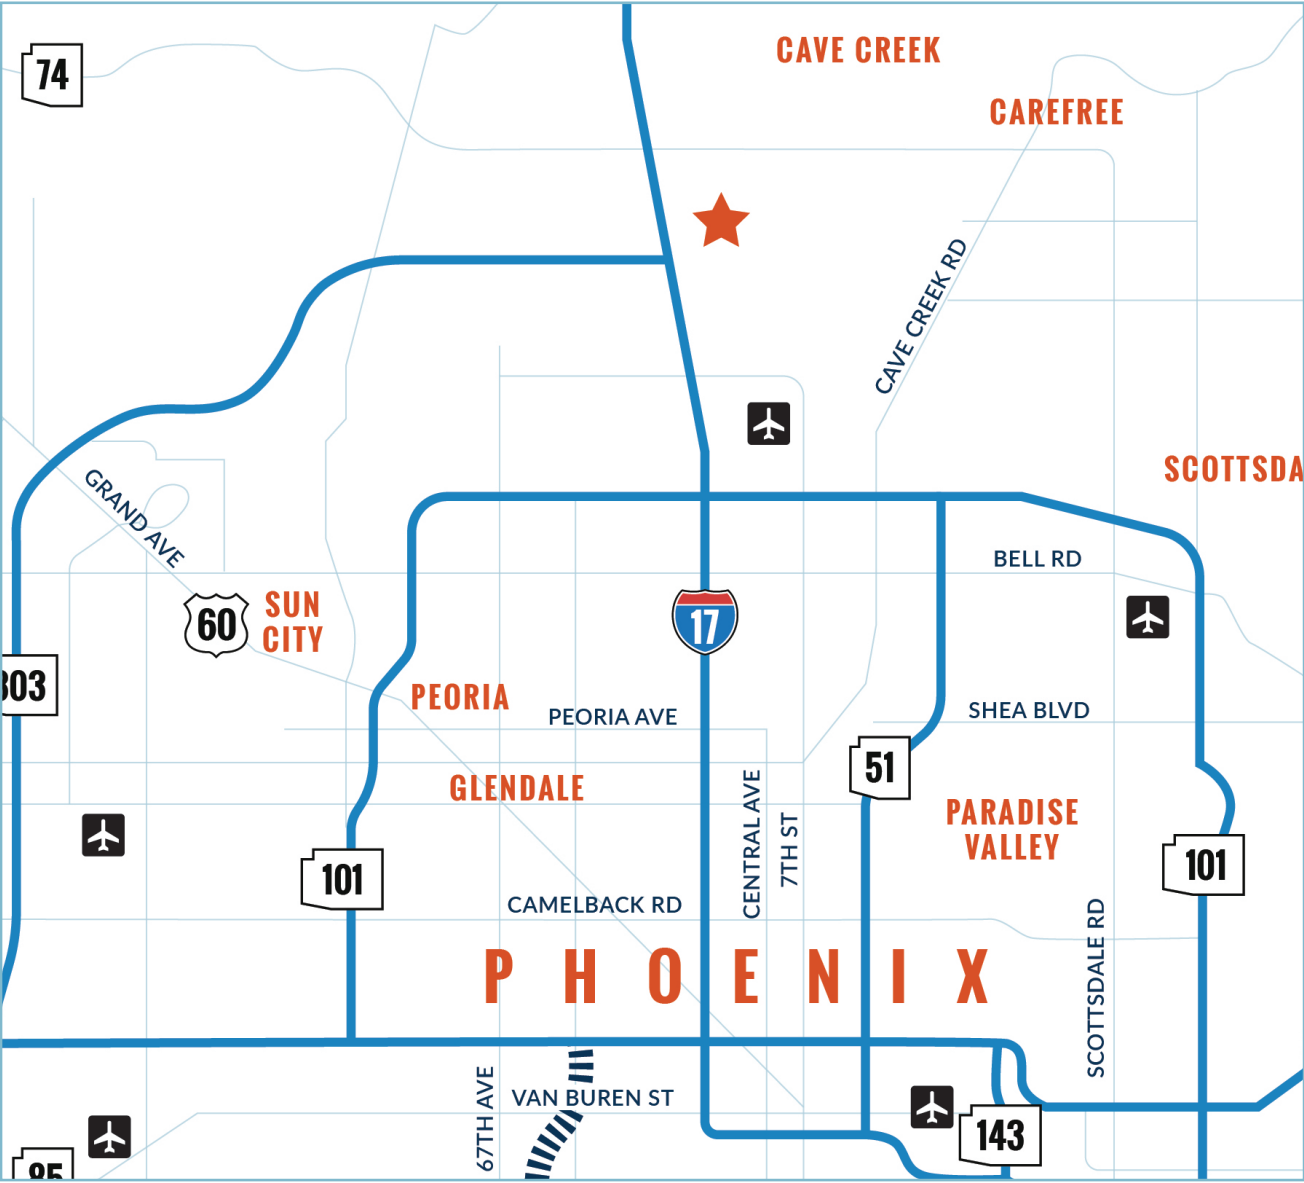 CAVE CREEK
74
CAREFREE
CAVE CREEK RD
SCOTTSDA
GRAND AVE
BELL RD
60
SUN
CITY
17
303
PEORIA
PEORIA AVE
SHEA BLVD
51
GLENDALE
CENTRAL AVE
7TH ST
PARADISE
VALLEY
101
101
CAMELBACK RD
SCOTTSDALE RD
PHOENIX
67TH AVE
VAN BUREN ST
143
85